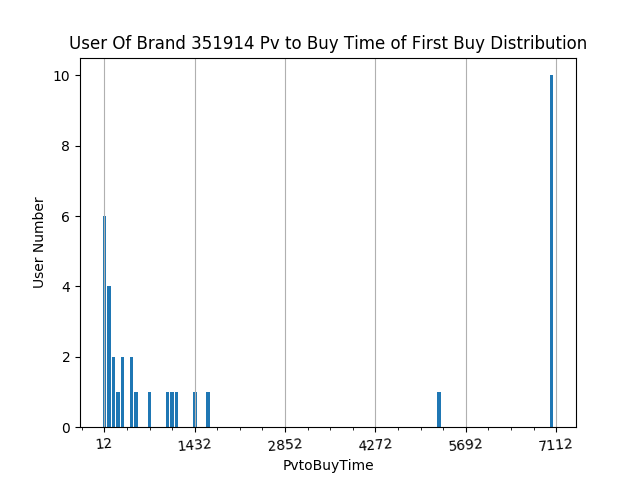 User Of Brand 351914 Pv to Buy Time of First Buy Distribution
10
8
6
4
2
0
User Number
12 1432 2852 4272 5692 7112
PvtoBuyTime